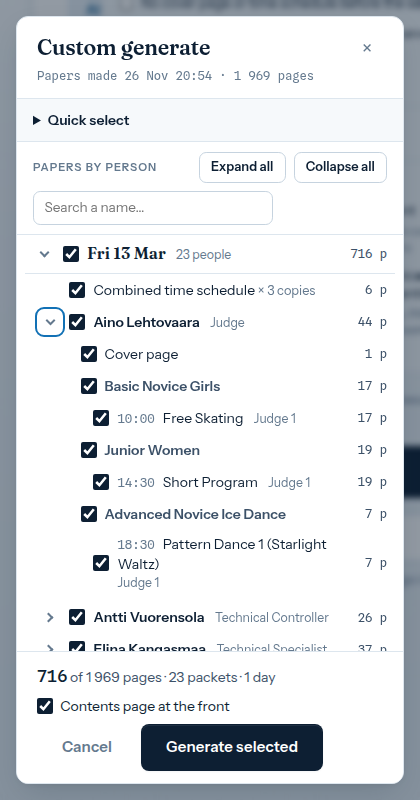 Custom generate ×
Papers made 26 Nov 20:54 · 1 969 pages
Quick select
PAPERS BY PERSON Expand all Collapse all
Search a name…
Fri 13 Mar 23 people 716 p
Combined time schedule × 3 copies 6 p
Aino Lehtovaara Judge 44 p
Cover page 1 p
Basic Novice Girls 17 p
10:00 Free Skating Judge 1 17 p
Junior Women 19 p
14:30 Short Program Judge 1 19 p
Advanced Novice Ice Dance 7 p
18:30 Pattern Dance 1 (Starlight
Waltz) 7 p
Judge 1
Antti Vuorensola Technical Controller 26 p
Elina Kangasmaa Technical Specialist 37 p
716 of 1 969 pages · 23 packets · 1 day
Contents page at the front
Cancel Generate selected